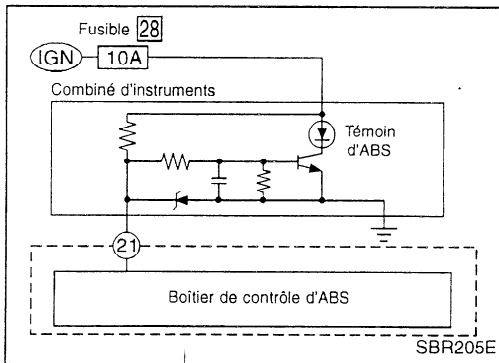 Fusible 28
IGN 10A
Combiné d'instruments
Témoin
d'ABS
21
Boîtier de contrôle d'ABS
SBR205E